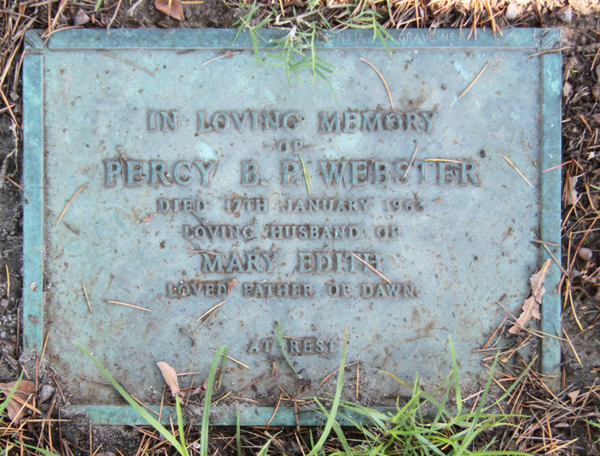 IN LOVING MEMORY
OF
PERCY B. P. WEBSTER
DIED 17TH JANUARY
LOVING HUSBAND OF
MARY EDITH
LOVED FATHER OF DAWN.
AT REST